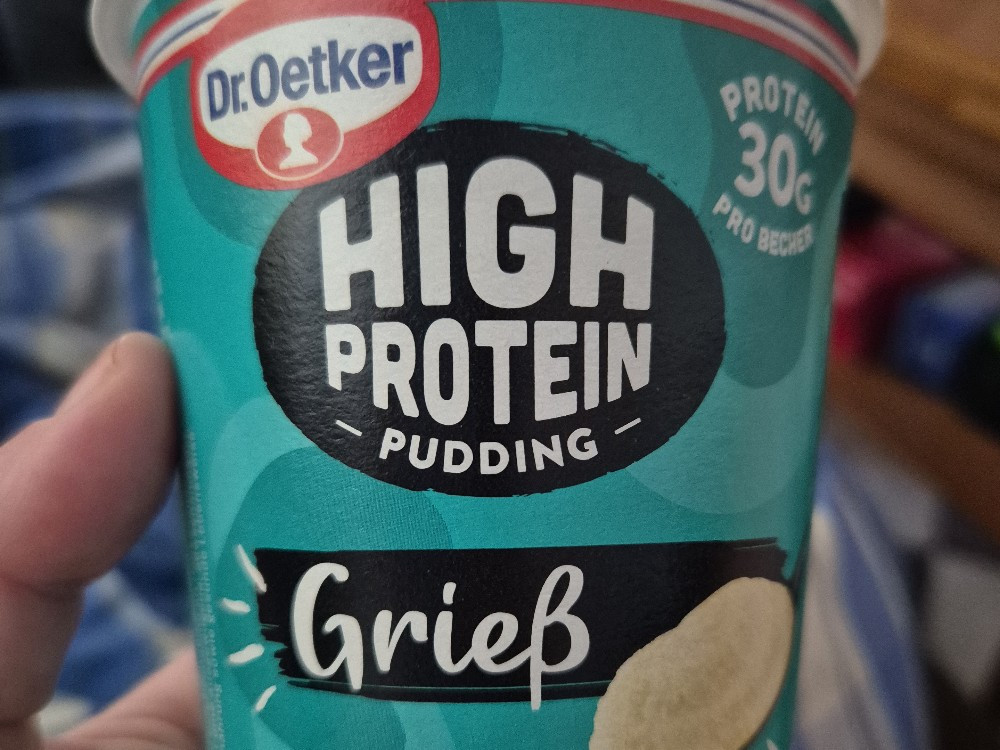 Dr. Oetker
PROTEIN
30G
PRO BECHER
HIGH
PROTEIN
PUDDING
Grieß